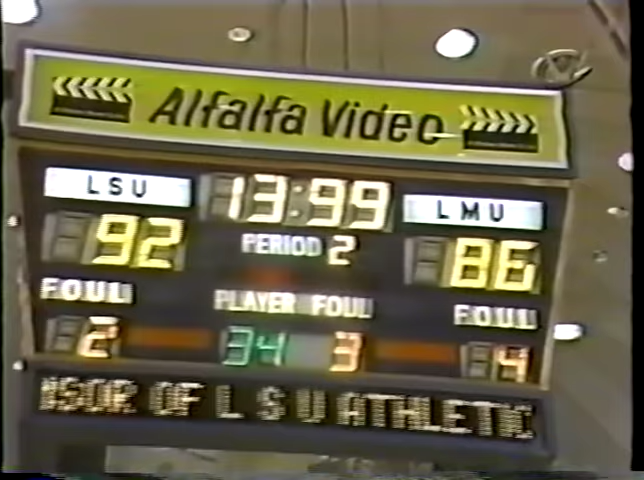 Alfalfa Video
LSU 13:99 LMU
92 PERIOD 2 86
FOUL PLAYER FOUL FOUL
2 34 3 4
ISOR OF LSU ATHLETIC